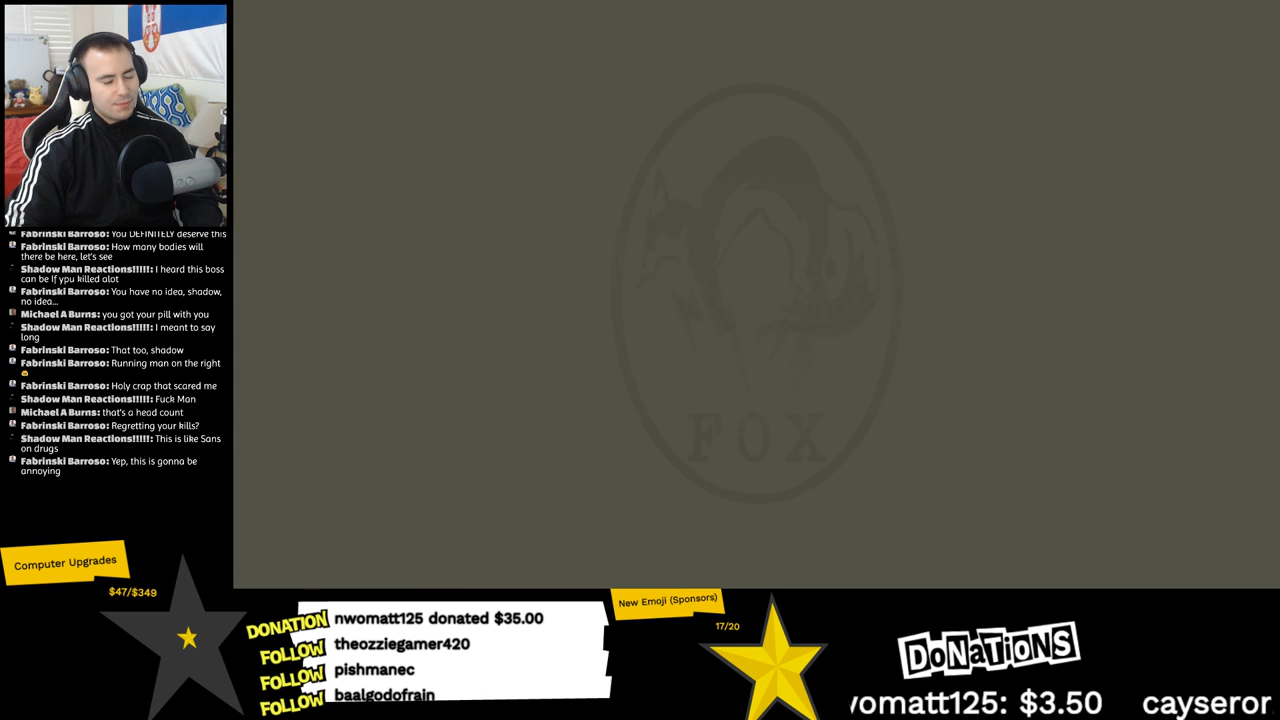 Fabrinski Barroso: You DEFINITELY deserve this
Fabrinski Barroso: How many bodies will
there be here, let's see
Shadow Man Reactions!!!!!: I heard this boss
can be If ypu killed alot
Fabrinski Barroso: You have no idea, shadow,
no idea...
Michael A Burns: you got your pill with you
Shadow Man Reactions!!!!!: I meant to say
long
Fabrinski Barroso: That too, shadow
Fabrinski Barroso: Running man on the right
Fabrinski Barroso: Holy crap that scared me
Shadow Man Reactions!!!!!: Fuck Man
Michael A Burns: that's a head count
Fabrinski Barroso: Regretting your kills?
Shadow Man Reactions!!!!!: This is like Sans
on drugs
Fabrinski Barroso: Yep, this is gonna be
annoying
FOX
Computer Upgrades
$47/$349
DONATION nwomatt125 donated $35.00
FOLLOW theozziegamer420
FOLLOW pishmanec
FOLLOW baalgodofrain
New Emoji (Sponsors)
17/20
DoNaTioNS
womatt125: $3.50 cayseror